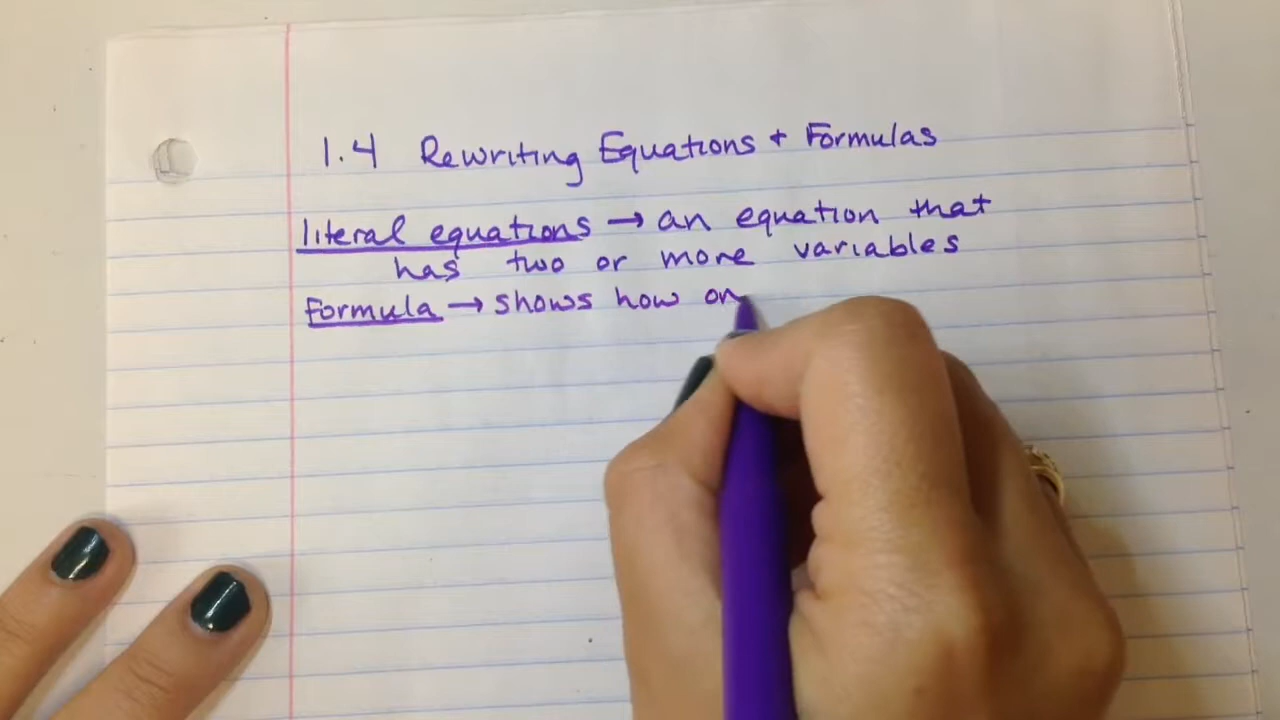 1.4 Rewriting Equations + Formulas
literal equations → an equation that
has two or more variables
Formula → shows how on